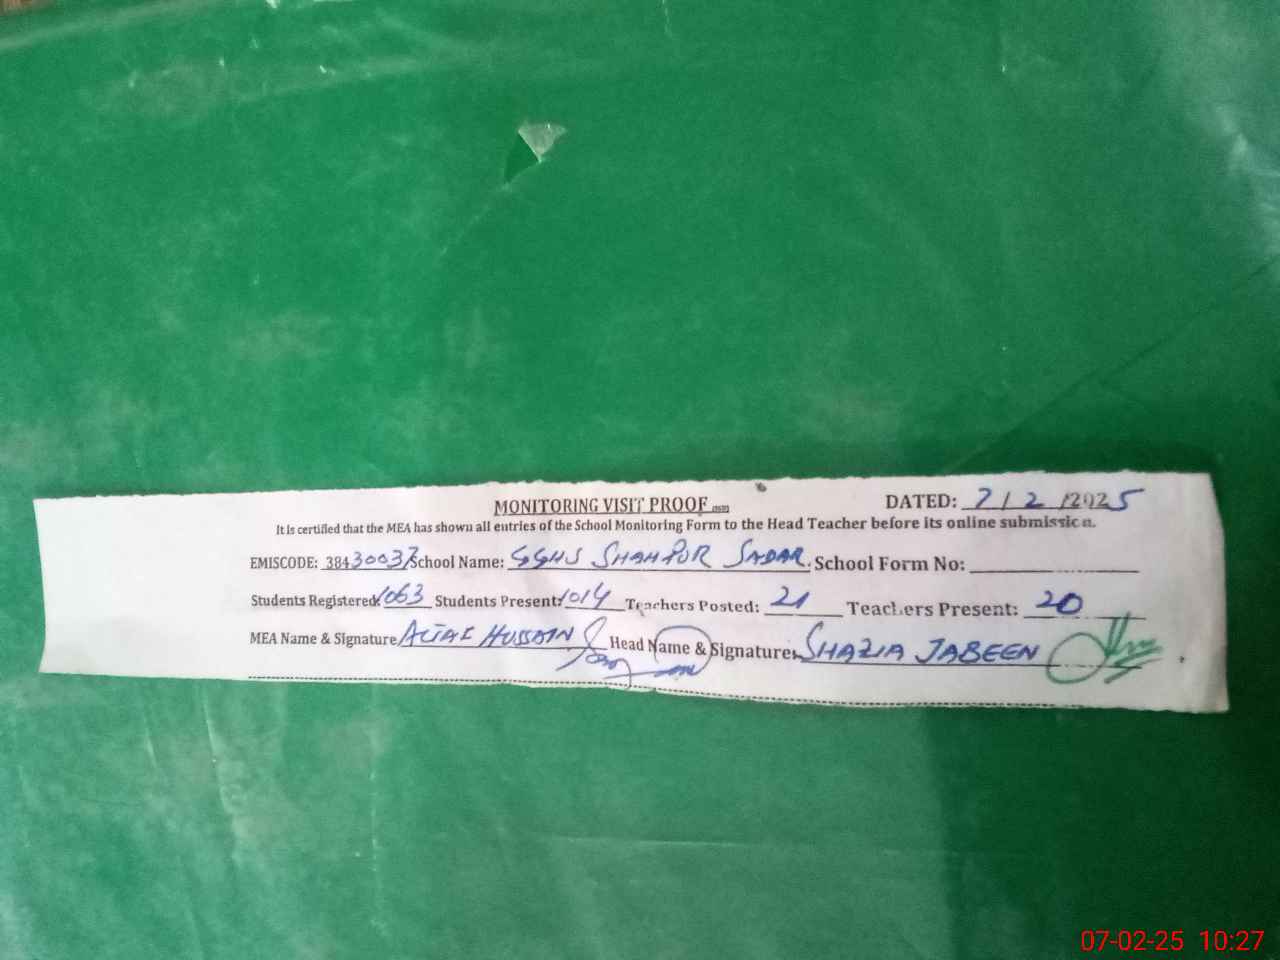 MONITORING VISIT PROOF DATED: 7/2/2025
It is certified that the MEA has shown all entries of the School Monitoring Form to the Head Teacher before its online submission.
EMISCODE: 38430037 School Name: GGHS SHAHPUR SADAR. School Form No:
Students Registered: 1063 Students Present: 1014 Teachers Posted: 21 Teachers Present: 20
MEA Name & Signature ALTAF HUSSAIN Head Name & Signature: SHAZIA JABEEN
07-02-25 10:27